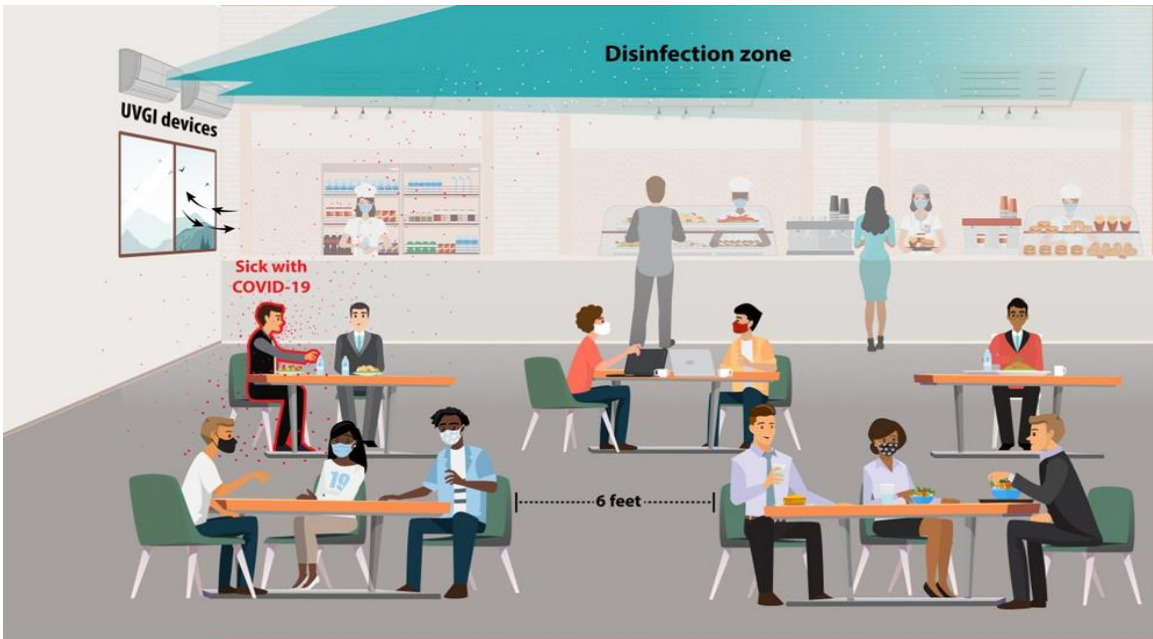 Disinfection zone
UVGI devices
Sick with
COVID-19
19
6 feet